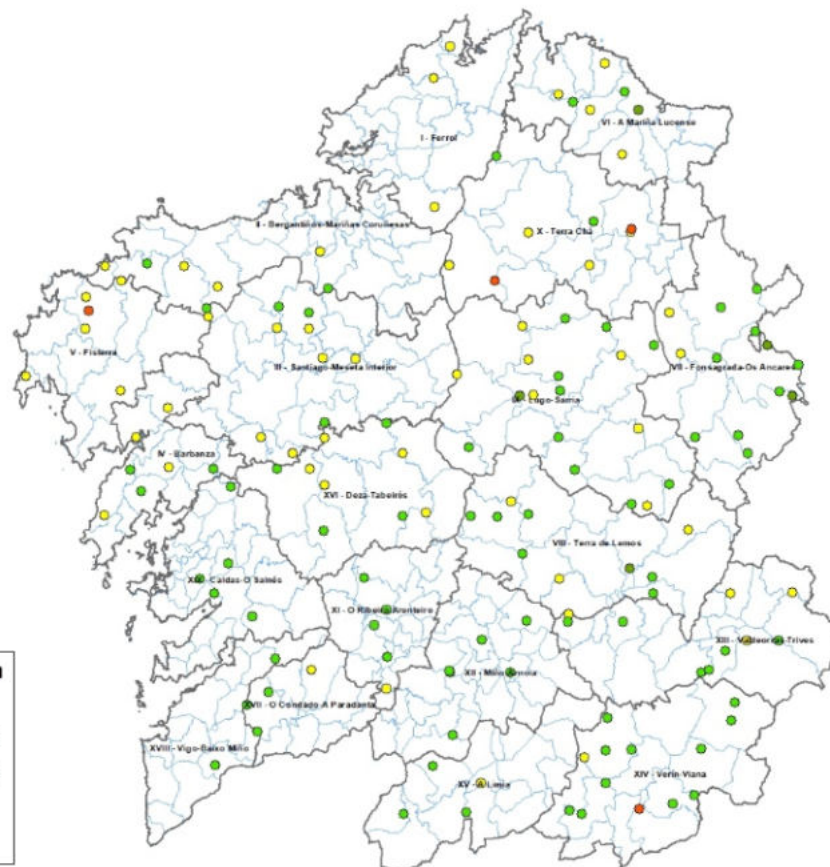 I - Ferrol
VI - A Mariña Lucense
II - Bergantiños-Mariñas Coruñesas
X - Terra Chá
V - Fisterra
III - Santiago-Meseta Interior
VII - Fonsagrada-Os Ancares
IX - Lugo-Sarria
IV - Barbanza
XVI - Deza-Tabeirós
VIII - Terra de Lemos
XIX - Caldas-O Salnés
XI - O Ribeiro-Arenteiro
XIII - Valdeorras-Trives
XII - Miño-Arnoia
XVII - O Condado-A Paradanta
XVIII - Vigo-Baixo Miño
XIV - Verín-Viana
XV - A Limia